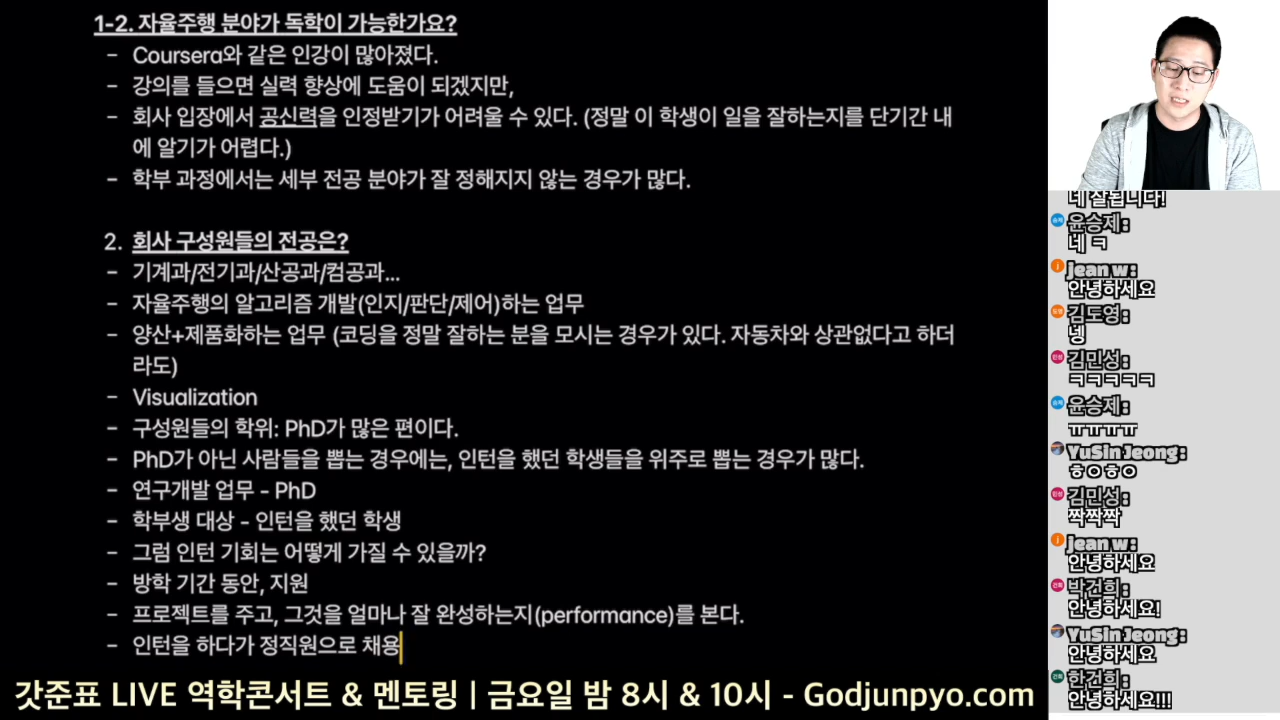 1-2. 자율주행 분야가 독학이 가능한가요?
- Coursera와 같은 인강이 많아졌다.
- 강의를 들으면 실력 향상에 도움이 되겠지만,
- 회사 입장에서 공신력을 인정받기가 어려울 수 있다. (정말 이 학생이 일을 잘하는지를 단기간 내
에 알기가 어렵다.)
- 학부 과정에서는 세부 전공 분야가 잘 정해지지 않는 경우가 많다.
2. 회사 구성원들의 전공은?
- 기계과/전기과/산공과/컴공과...
- 자율주행의 알고리즘 개발(인지/판단/제어)하는 업무
- 양산+제품화하는 업무 (코딩을 정말 잘하는 분을 모시는 경우가 있다. 자동차와 상관없다고 하더
라도)
- Visualization
- 구성원들의 학위: PhD가 많은 편이다.
- PhD가 아닌 사람들을 뽑는 경우에는, 인턴을 했던 학생들을 위주로 뽑는 경우가 많다.
- 연구개발 업무 - PhD
- 학부생 대상 - 인턴을 했던 학생
- 그럼 인턴 기회는 어떻게 가질 수 있을까?
- 방학 기간 동안, 지원
- 프로젝트를 주고, 그것을 얼마나 잘 완성하는지(performance)를 본다.
- 인턴을 하다가 정직원으로 채용
네 잘됩니다!
윤승제:
네 ㅋ
jean w:
안녕하세요
김도영:
넹
김민성:
ㅋㅋㅋㅋㅋ
윤승제:
ㅠㅠㅠㅠ
YuSin Jeong:
ㅎㅇㅎㅇ
김민성:
짝짝짝
jean w:
안녕하세요
박건희:
안녕하세요!
YuSin Jeong:
안녕하세요
한건희:
안녕하세요!!!
갓준표 LIVE 역학콘서트 & 멘토링 | 금요일 밤 8시 & 10시 - Godjunpyo.com